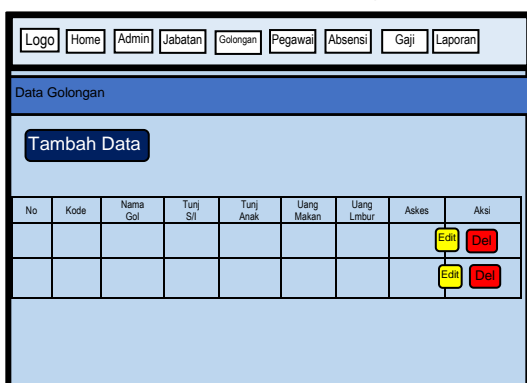 Logo Home Admin Jabatan Golongan Pegawai Absensi Gaji Laporan
Data Golongan
Tambah Data
No Kode Nama Gol Tunj S/I Tunj Anak Uang Makan Uang Lmbur Askes Aksi
Edit Del
Edit Del